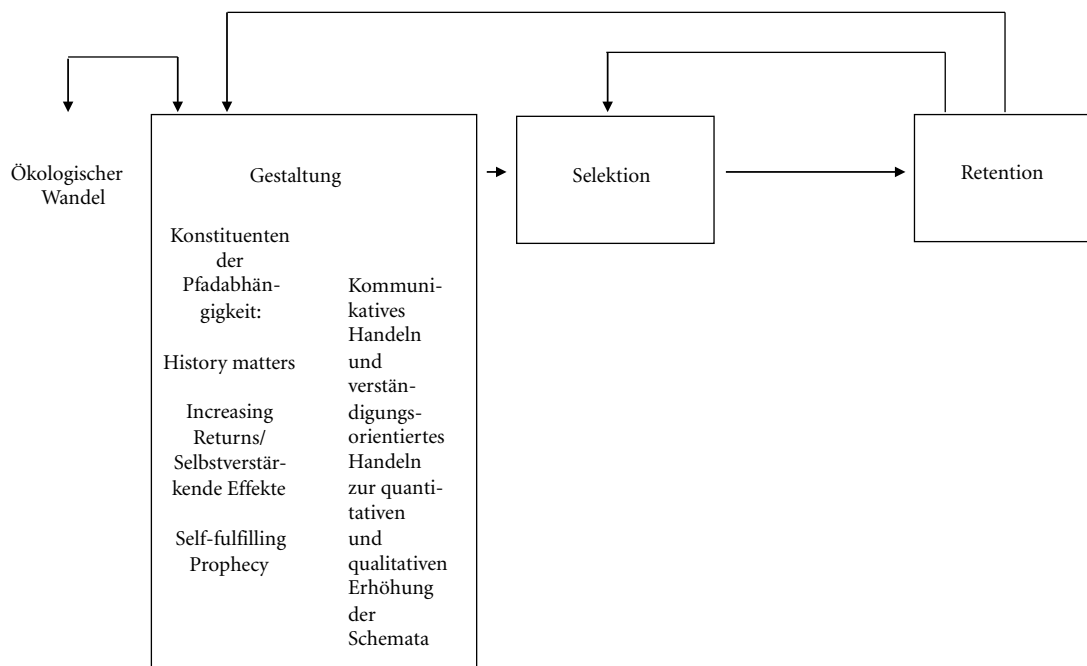 Ökologischer
Wandel
Gestaltung
Konstituenten
der
Pfadabhän-
gigkeit:
History matters
Increasing
Returns/
Selbstverstär-
kende Effekte
Self-fulfilling
Prophecy
Kommuni-
katives
Handeln
und
verstän-
digungs-
orientiertes
Handeln
zur quanti-
tativen
und
qualitativen
Erhöhung
der
Schemata
Selektion
Retention